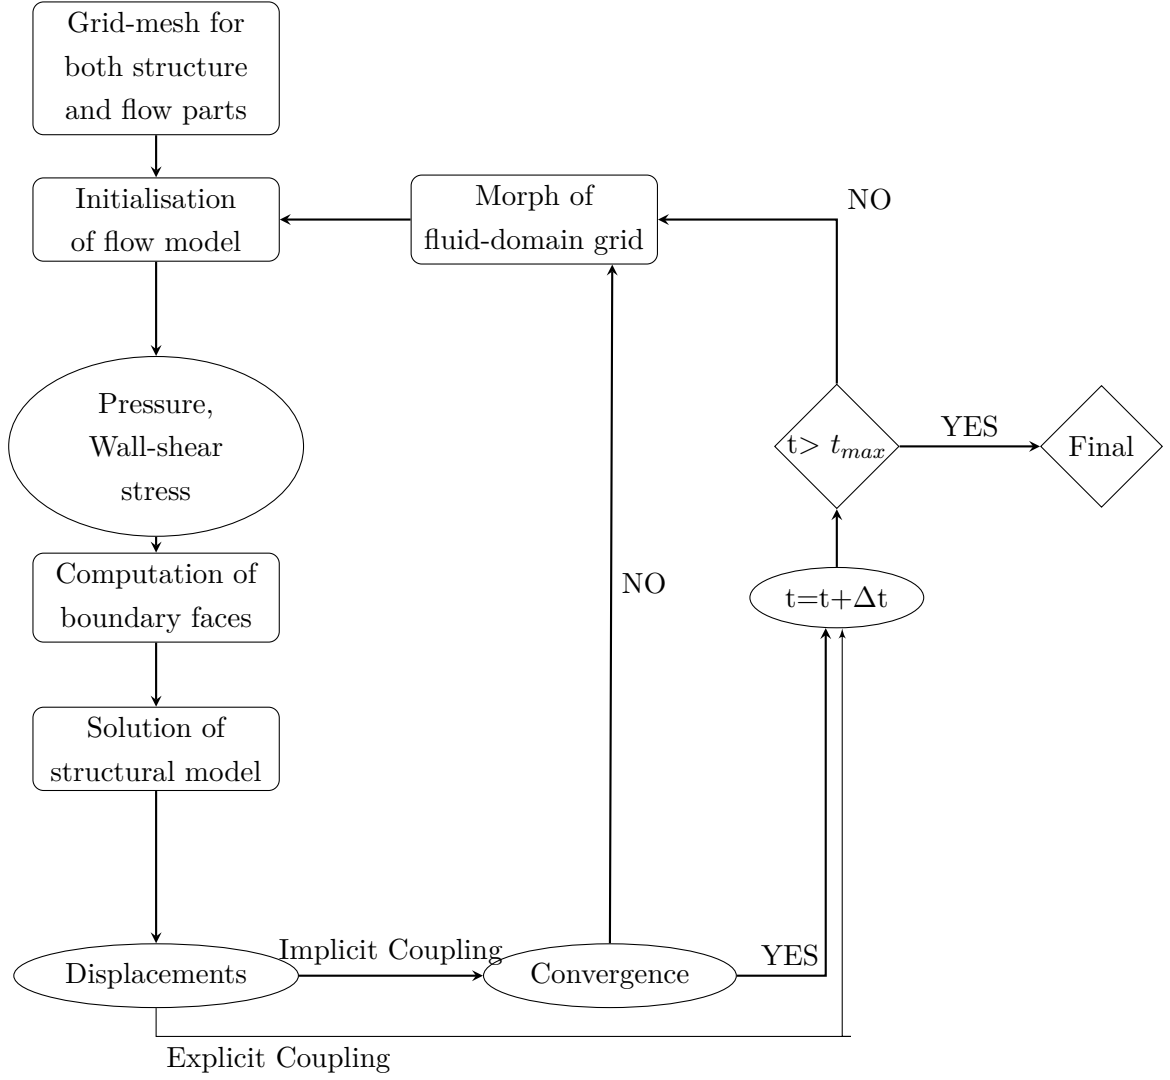 Grid-mesh for
both structure
and flow parts
Initialisation
of flow model
Morph of
fluid-domain grid
NO
Pressure,
Wall-shear
stress
t> t_{max}
YES
Final
Computation of
boundary faces
NO
t=t+Δt
Solution of
structural model
Displacements
Implicit Coupling
Convergence
YES
Explicit Coupling